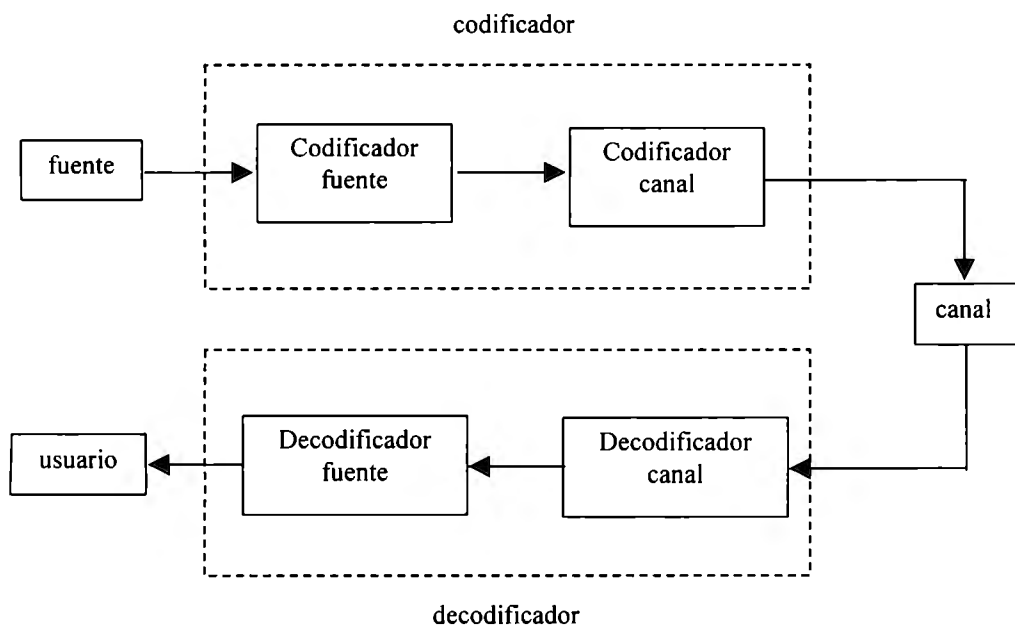 codificador
fuente
Codificador
fuente
Codificador
canal
canal
usuario
Decodificador
fuente
Decodificador
canal
decodificador